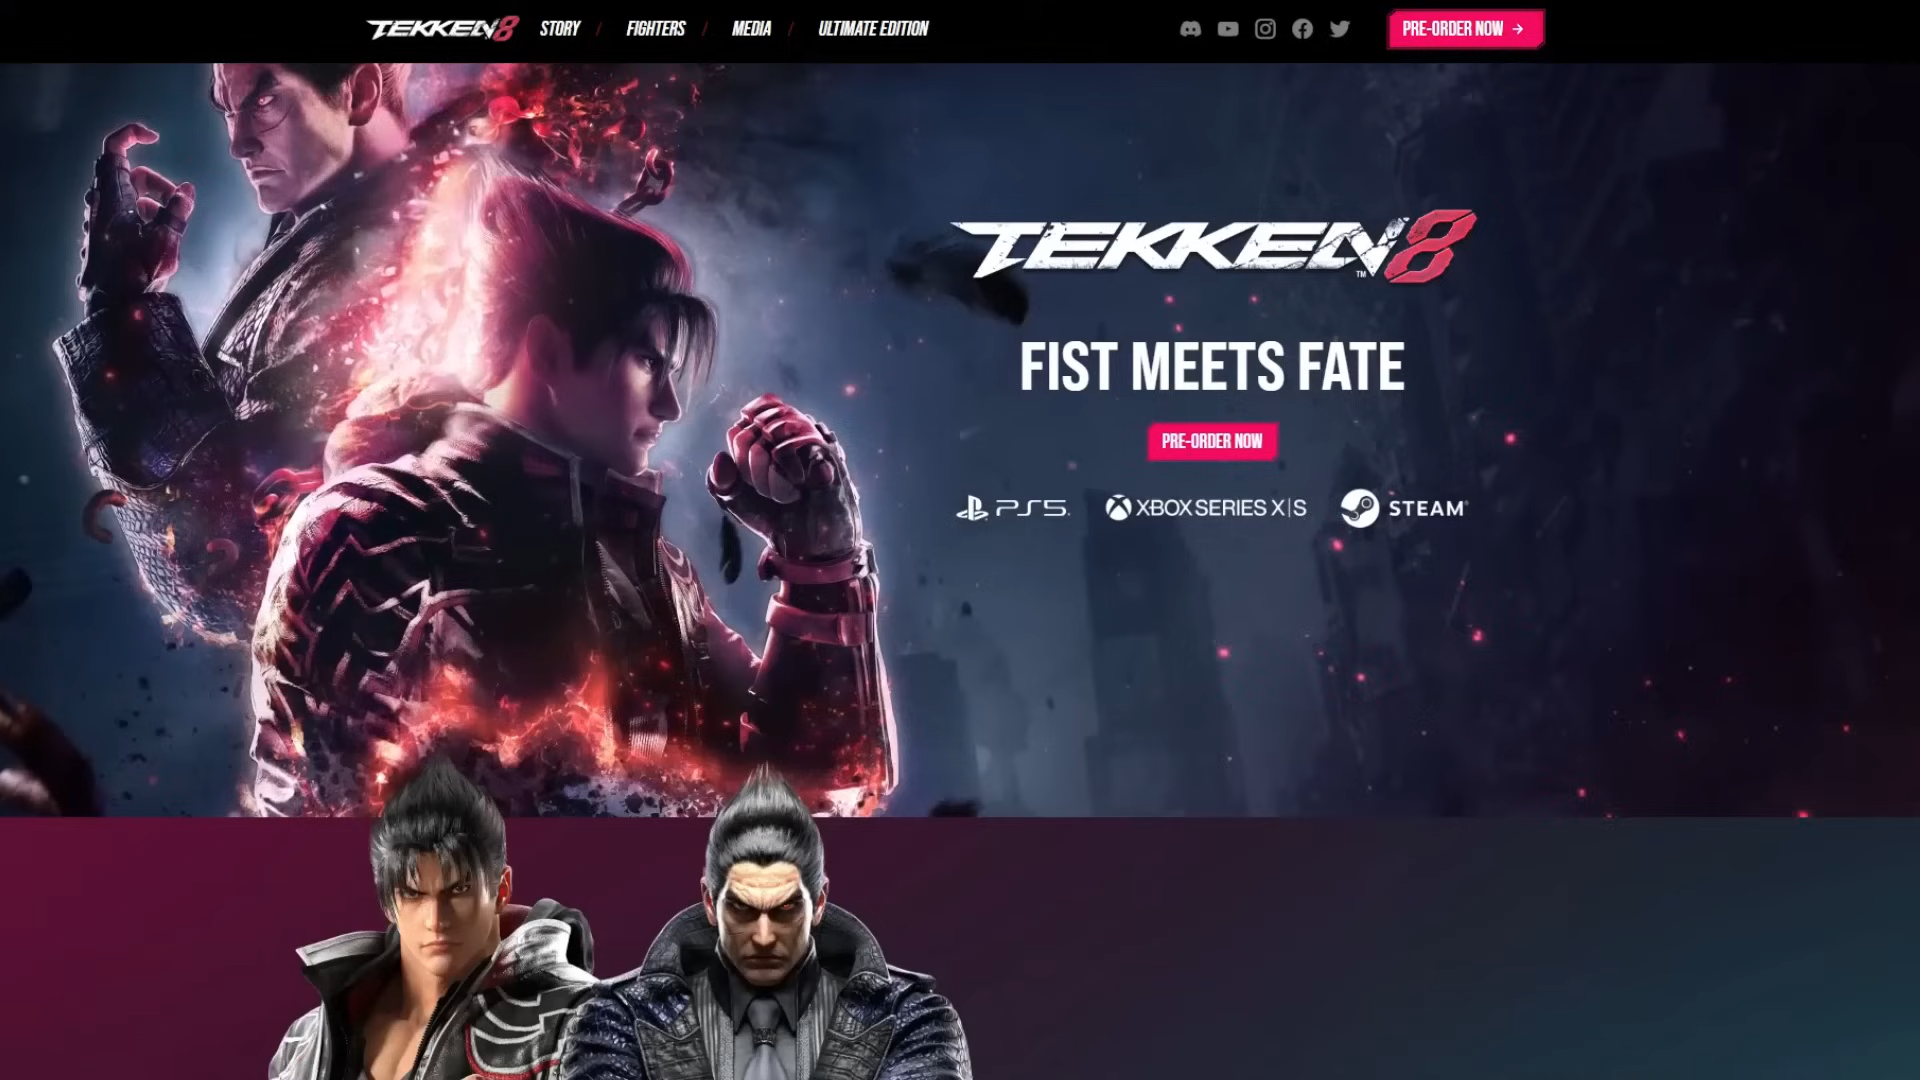 TEKKEN 8 STORY / FIGHTERS / MEDIA / ULTIMATE EDITION PRE-ORDER NOW →
TEKKEN 8™
FIST MEETS FATE
PRE-ORDER NOW
PS5 XBOX SERIES X|S STEAM®